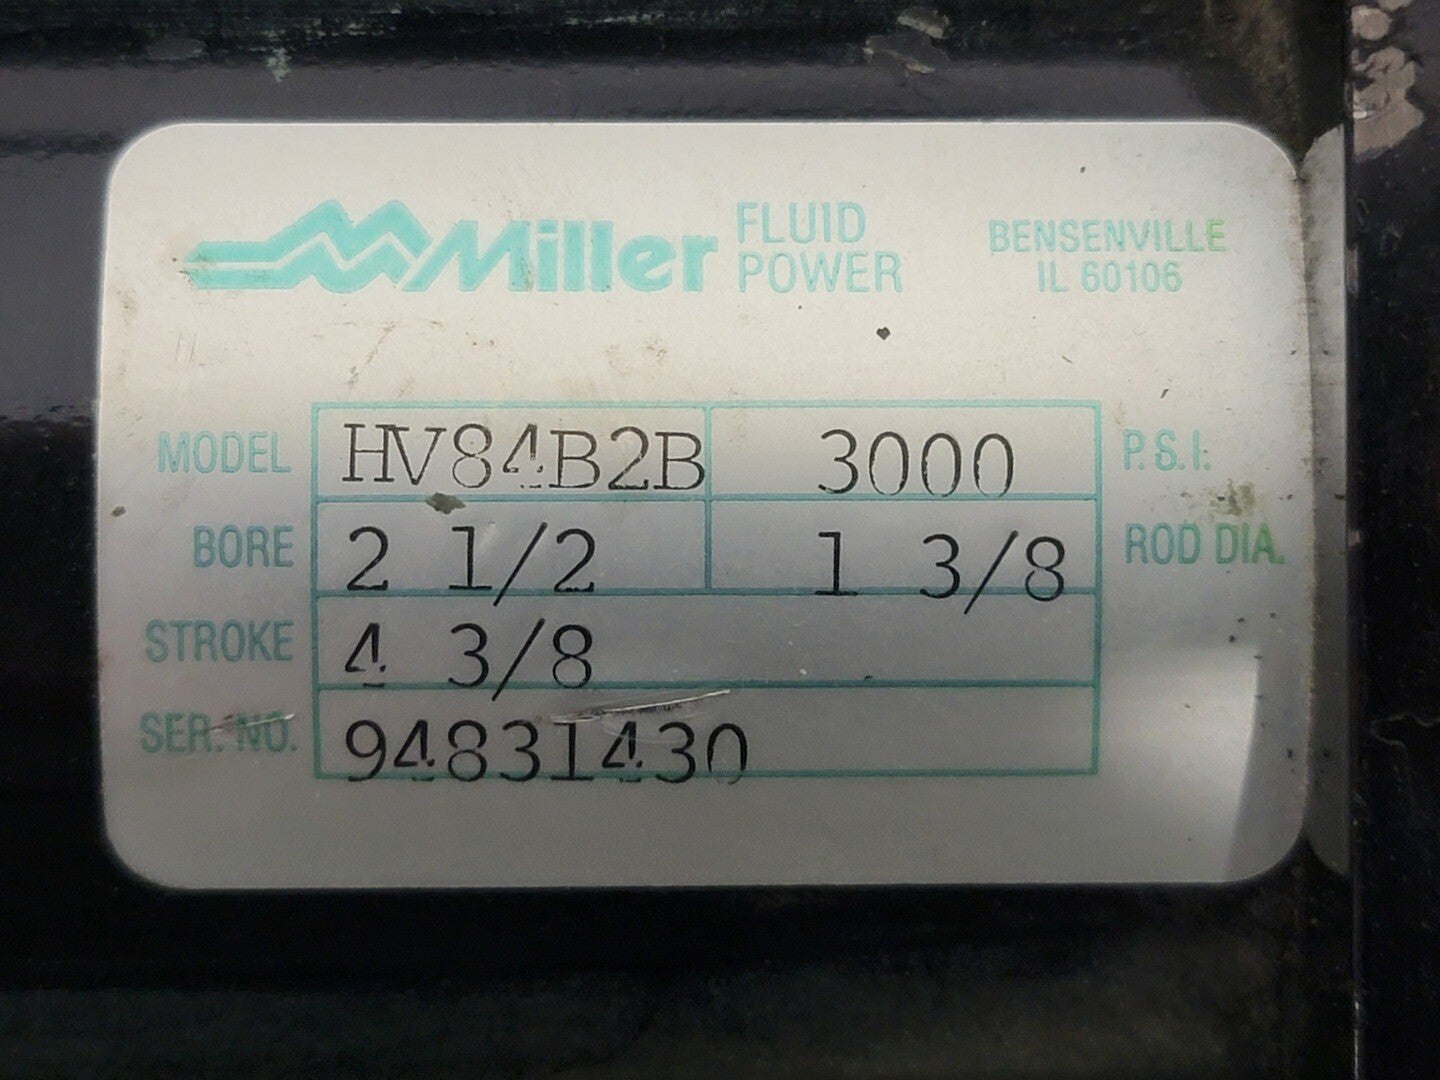 Miller FLUID POWER
BENSENVILLE
IL 60106
MODEL HV84B2B 3000 P.S.I.
BORE 2 1/2 1 3/8 ROD DIA.
STROKE 4 3/8
SER. NO. 94831430